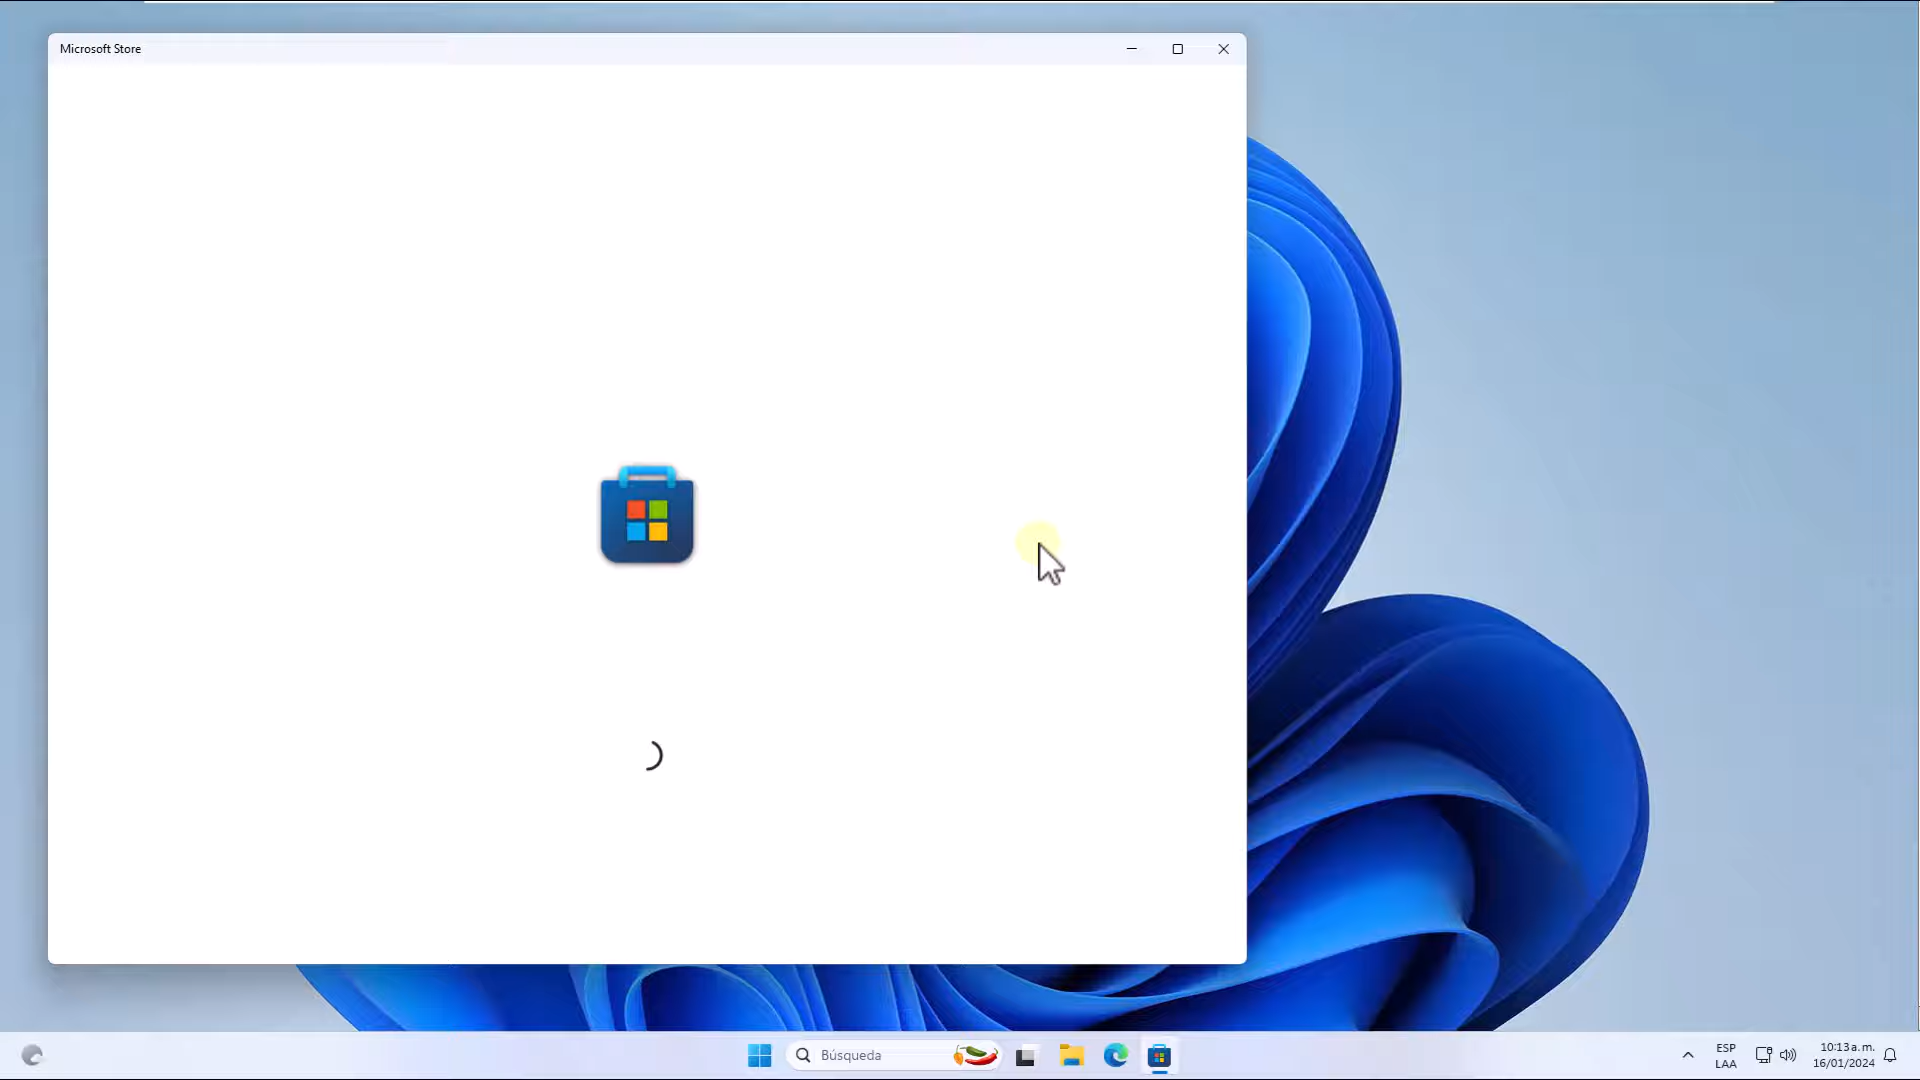 Microsoft Store
Búsqueda
ESP
LAA
10:13 a. m.
16/01/2024